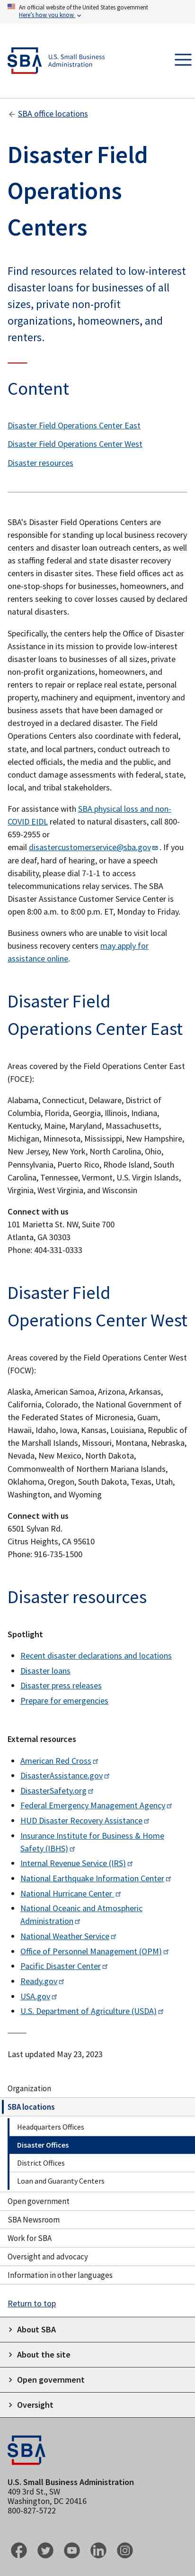 An official website of the United States government
Here's how you know
SBA
U.S. Small Business
Administration
SBA office locations
Disaster Field
Operations
Centers
Find resources related to low-interest
disaster loans for businesses of all
sizes, private non-profit
organizations, homeowners, and
renters.
Content
Disaster Field Operations Center East
Disaster Field Operations Center West
Disaster resources
SBA's Disaster Field Operations Centers are
responsible for standing up local business recovery
centers and disaster loan outreach centers, as well
as staffing federal and state disaster recovery
centers in disaster sites. These field offices act as
one-stop-shops for businesses, homeowners, and
renters seeking to cover losses caused by declared
natural disasters.
Specifically, the centers help the Office of Disaster
Assistance in its mission to provide low-interest
disaster loans to businesses of all sizes, private
non-profit organizations, homeowners, and
renters to repair or replace real estate, personal
property, machinery and equipment, inventory and
business assets that have been damaged or
destroyed in a declared disaster. The Field
Operations Centers also coordinate with disaster,
state, and local partners, conduct outreach to
elected officials, the media and the public, and
coordinate damage assessments with federal, state,
local, and tribal stakeholders.
For assistance with SBA physical loss and non-
COVID EIDL related to natural disasters, call 800-
659-2955 or
email disastercustomerservice@sba.gov. If you
are deaf, hard of hearing, or have a speech
disability, please dial 7-1-1 to access
telecommunications relay services. The SBA
Disaster Assistance Customer Service Center is
open 8:00 a.m. to 8:00 p.m. ET, Monday to Friday.
Business owners who are unable to visit local
business recovery centers may apply for
assistance online.
Disaster Field
Operations Center East
Areas covered by the Field Operations Center East
(FOCE):
Alabama, Connecticut, Delaware, District of
Columbia, Florida, Georgia, Illinois, Indiana,
Kentucky, Maine, Maryland, Massachusetts,
Michigan, Minnesota, Mississippi, New Hampshire,
New Jersey, New York, North Carolina, Ohio,
Pennsylvania, Puerto Rico, Rhode Island, South
Carolina, Tennessee, Vermont, U.S. Virgin Islands,
Virginia, West Virginia, and Wisconsin
Connect with us
101 Marietta St. NW, Suite 700
Atlanta, GA 30303
Phone: 404-331-0333
Disaster Field
Operations Center West
Areas covered by the Field Operations Center West
(FOCW):
Alaska, American Samoa, Arizona, Arkansas,
California, Colorado, the National Government of
the Federated States of Micronesia, Guam,
Hawaii, Idaho, Iowa, Kansas, Louisiana, Republic of
the Marshall Islands, Missouri, Montana, Nebraska,
Nevada, New Mexico, North Dakota,
Commonwealth of Northern Mariana Islands,
Oklahoma, Oregon, South Dakota, Texas, Utah,
Washington, and Wyoming
Connect with us
6501 Sylvan Rd.
Citrus Heights, CA 95610
Phone: 916-735-1500
Disaster resources
Spotlight
Recent disaster declarations and locations
Disaster loans
Disaster press releases
Prepare for emergencies
External resources
American Red Cross
DisasterAssistance.gov
DisasterSafety.org
Federal Emergency Management Agency
HUD Disaster Recovery Assistance
Insurance Institute for Business & Home
Safety (IBHS)
Internal Revenue Service (IRS)
National Earthquake Information Center
National Hurricane Center
National Oceanic and Atmospheric
Administration
National Weather Service
Office of Personnel Management (OPM)
Pacific Disaster Center
Ready.gov
USA.gov
U.S. Department of Agriculture (USDA)
Last updated May 23, 2023
Organization
SBA locations
Headquarters Offices
Disaster Offices
District Offices
Loan and Guaranty Centers
Open government
SBA Newsroom
Work for SBA
Oversight and advocacy
Information in other languages
Return to top
About SBA
About the site
Open government
Oversight
SBA
U.S. Small Business Administration
409 3rd St., SW
Washington, DC 20416
800-827-5722